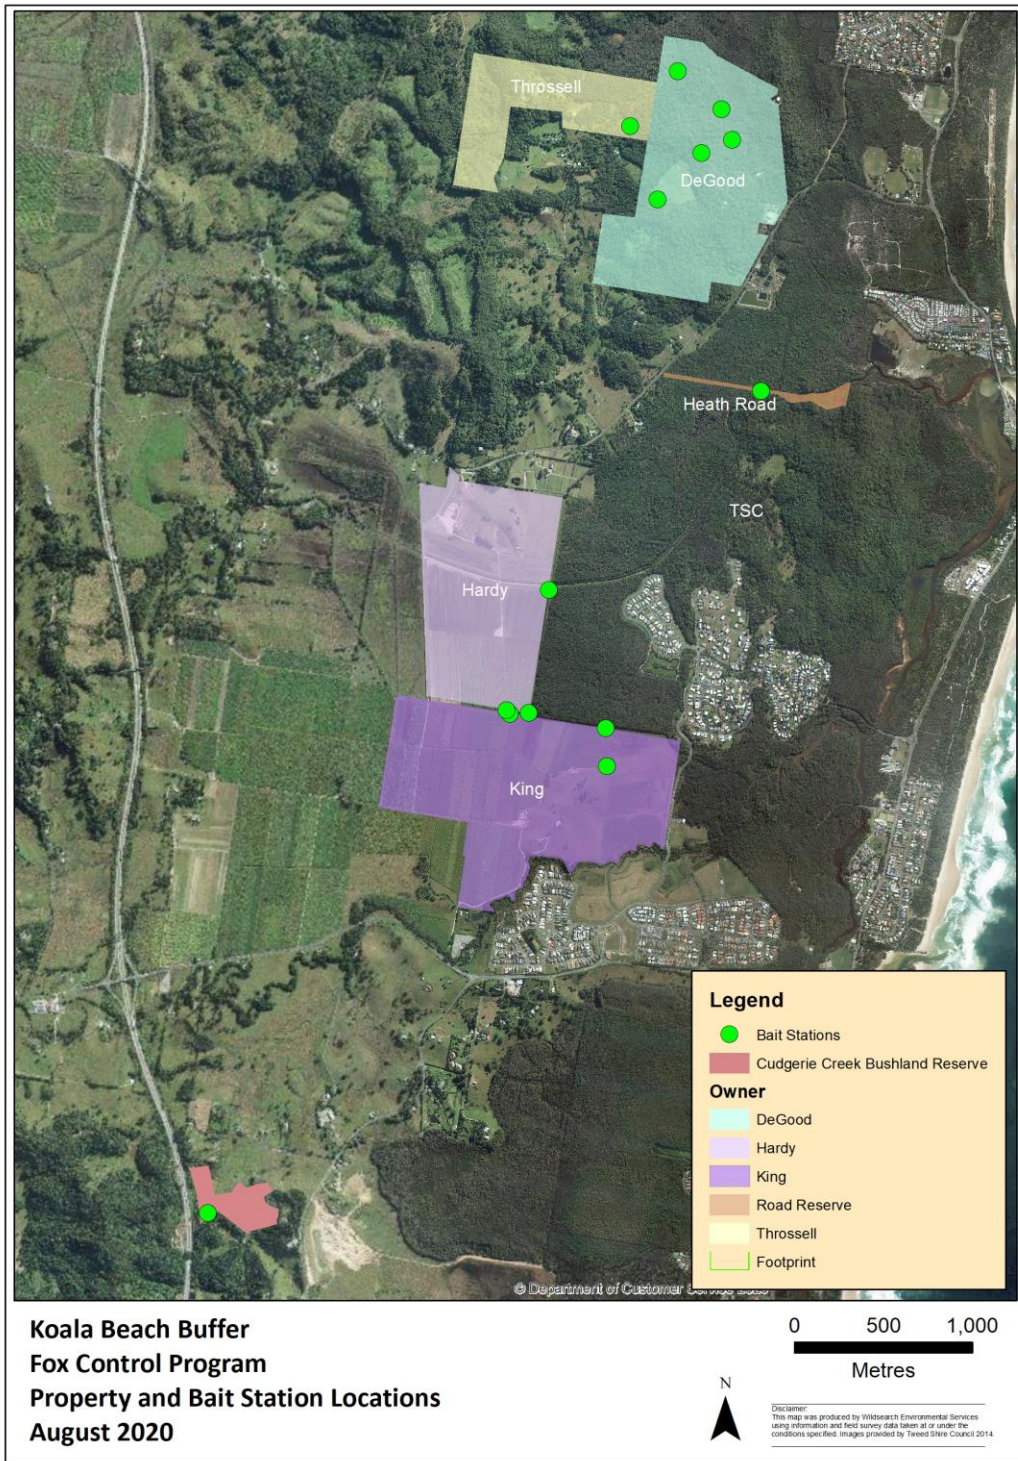 Throssell
DeGood
Heath Road
TSC
Hardy
King
Legend
Bait Stations
Cudgerie Creek Bushland Reserve
Owner
DeGood
Hardy
King
Road Reserve
Throssell
Footprint
© Department of Customer
Koala Beach Buffer
Fox Control Program
Property and Bait Station Locations
August 2020
0 500 1,000
Metres
N
Disclaimer:
This map was produced by Wildsearch Environmental Services
using information and field survey data taken at or under the
conditions specified. Images provided by Tweed Shire Council 2014.